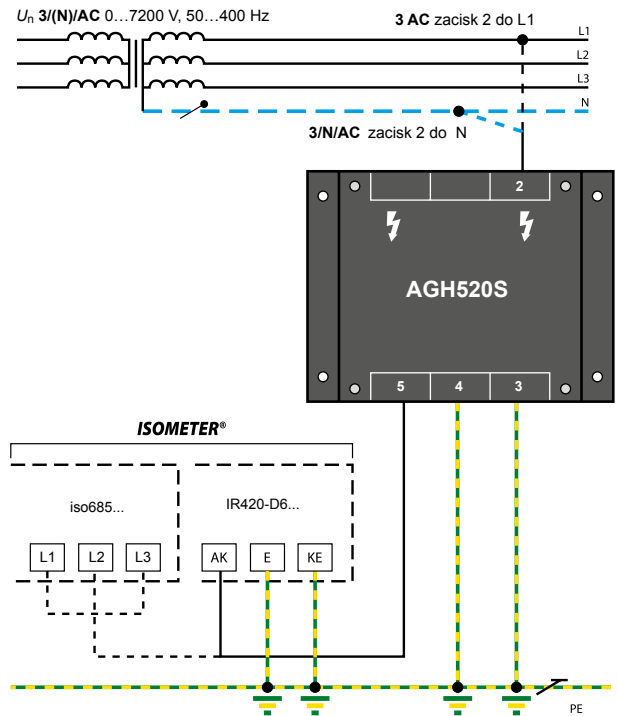 Un 3/(N)/AC 0…7200 V, 50…400 Hz
3 AC zacisk 2 do L1
L1
L2
L3
N
3/N/AC zacisk 2 do N
2
AGH520S
5 4 3
ISOMETER®
iso685...
IR420-D6...
L1 L2 L3 AK E KE
PE